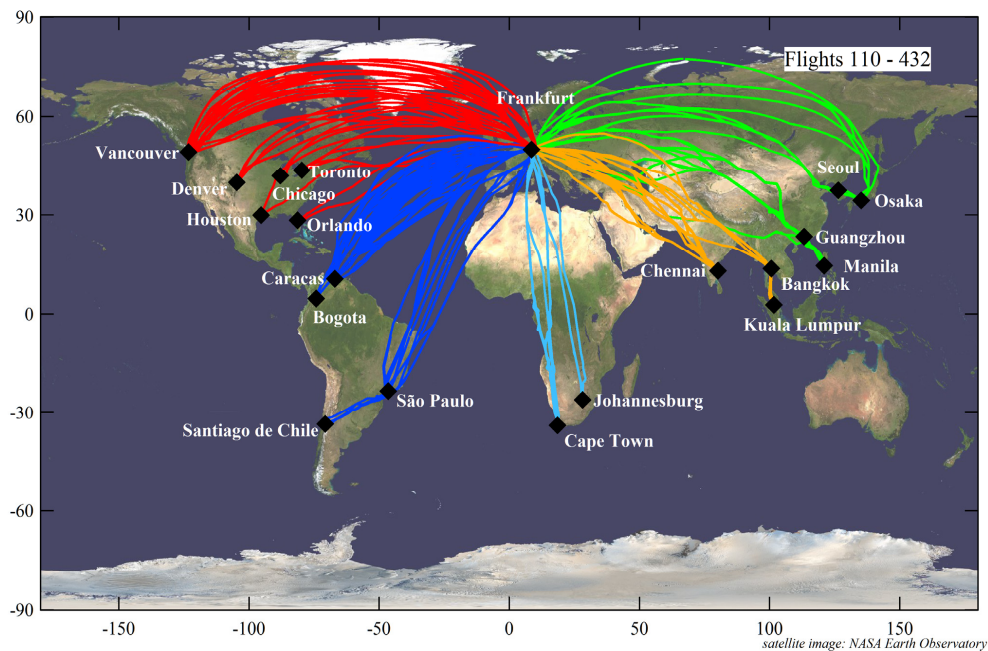 90
60
30
0
-30
-60
-90
-150
-100
-50
0
50
100
150
Flights 110 - 432
Frankfurt
Vancouver
Denver
Toronto
Chicago
Houston
Orlando
Caracas
Bogota
São Paulo
Santiago de Chile
Johannesburg
Cape Town
Seoul
Osaka
Guangzhou
Manila
Chennai
Bangkok
Kuala Lumpur
satellite image: NASA Earth Observatory